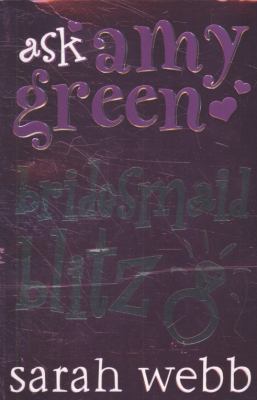 ask amy
green
bridesmaid
blitz
sarah webb